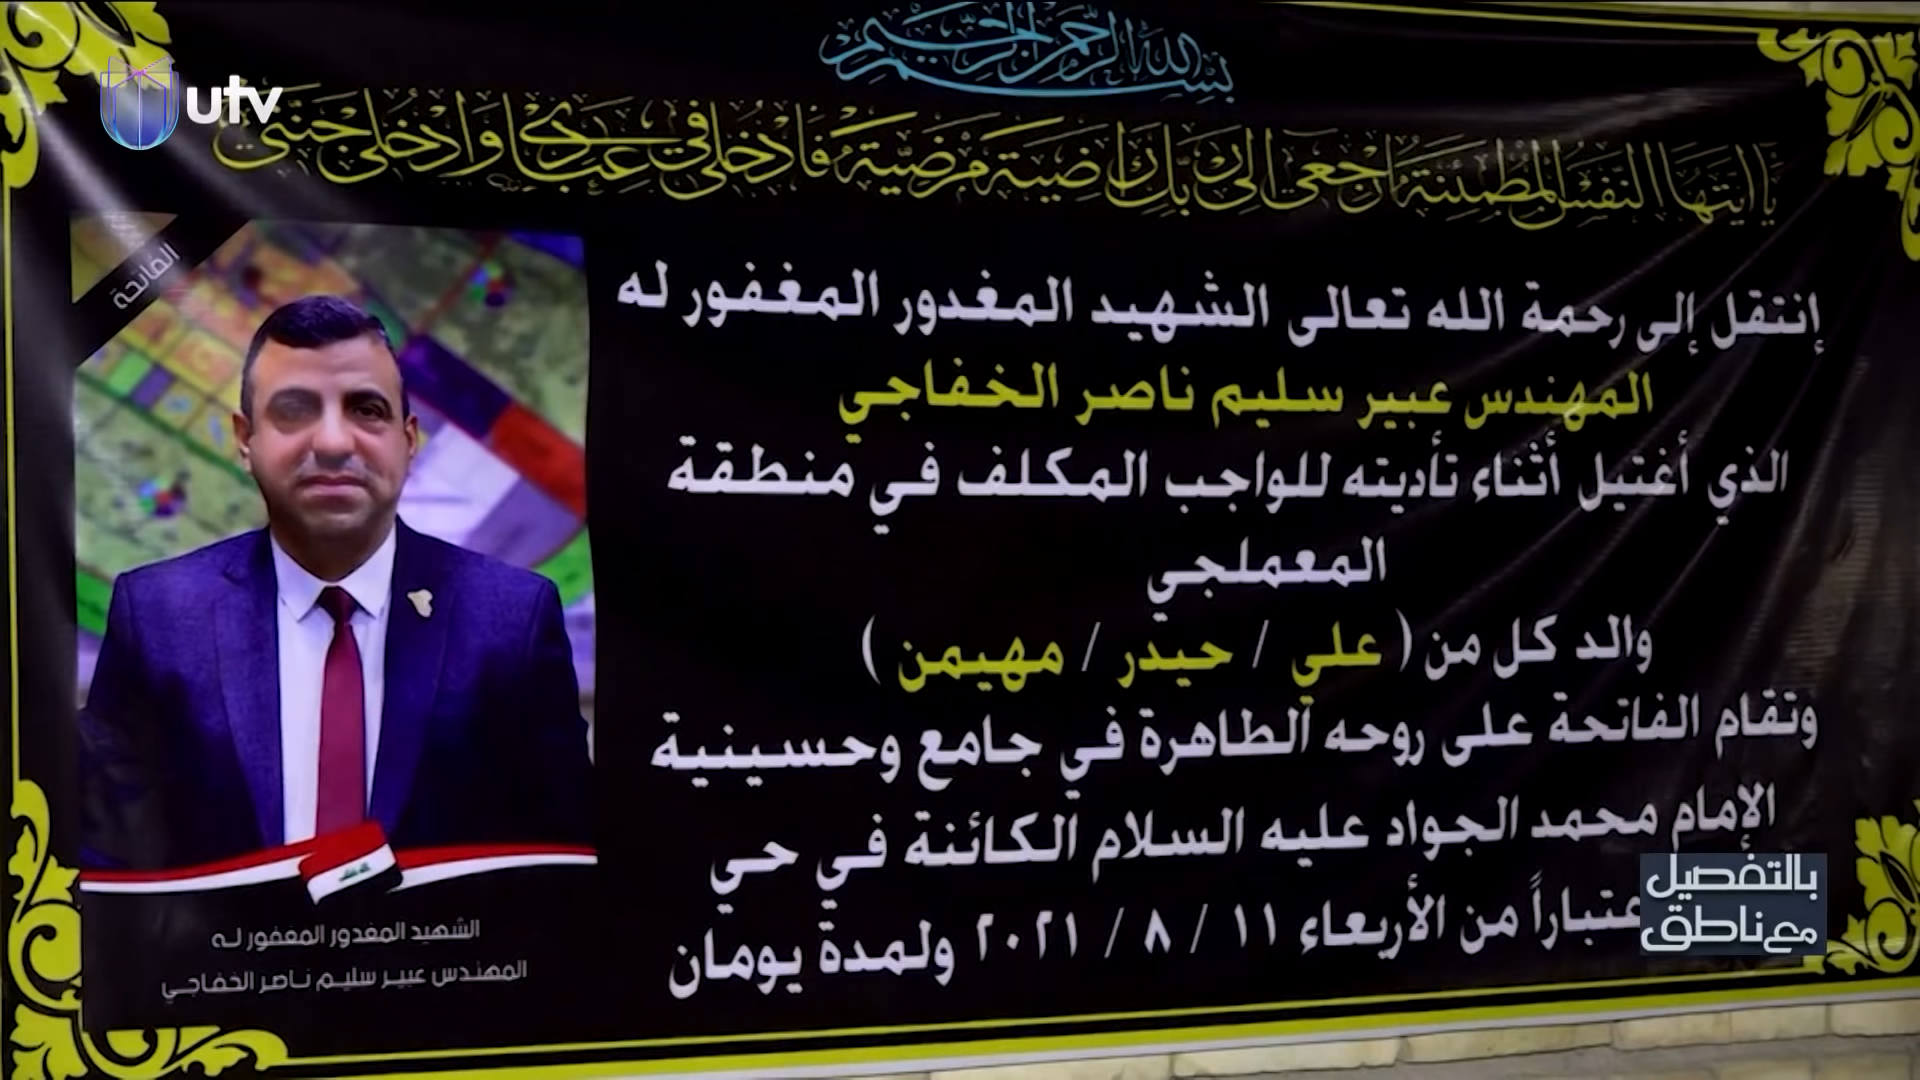 بسم الله الرحمن الرحيم
utv
يا ايتها النفس المطمئنة ارجعي الى ربك راضية مرضية فادخلي في عبادي وادخلي جنتي
الفاتحة
إنتقل إلى رحمة الله تعالى الشهيد المغدور المغفور له
المهندس عبير سليم ناصر الخفاجي
الذي أغتيل أثناء تأديته للواجب المكلف في منطقة
المعملجي
والد كل من ( علي / حيدر / مهيمن )
وتقام الفاتحة على روحه الطاهرة في جامع وحسينية
الإمام محمد الجواد عليه السلام الكائنة في حي
من الأربعاء ١١ / ٨ / ٢٠٢١ ولمدة يومان
الشهيد المغدور المغفور له
المهندس عبير سليم ناصر الخفاجي
بالتفصيل
مع ناطق